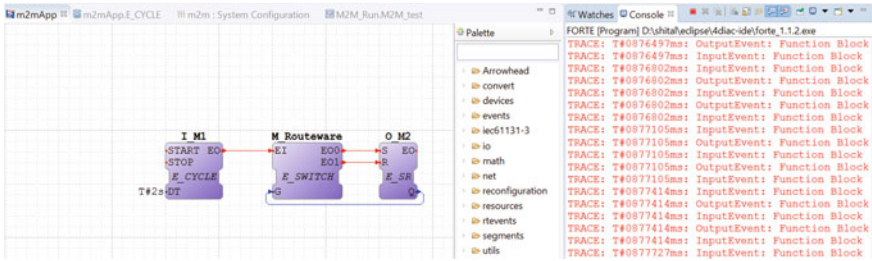 m2mApp
m2mApp.E_CYCLE
m2m : System Configuration
M2M_Run.M2M_test
Palette
Arrowhead
convert
devices
events
iec61131-3
io
math
net
reconfiguration
resources
rtevents
segments
utils
I_M1
START EO
STOP
E_CYCLE
T#2s DT
M_Routeware
EI EO0
EO1
E_SWITCH
G
O_M2
S EO
R
E_SR
Q
Watches Console
FORTE [Program] D:\shital\eclipse\4diac-ide\forte_1.1.2.exe
TRACE: T#0876497ms: OutputEvent: Function Block
TRACE: T#0876497ms: InputEvent: Function Block
TRACE: T#0876802ms: InputEvent: Function Block
TRACE: T#0876802ms: OutputEvent: Function Block
TRACE: T#0876802ms: InputEvent: Function Block
TRACE: T#0876802ms: OutputEvent: Function Block
TRACE: T#0876802ms: InputEvent: Function Block
TRACE: T#0877105ms: InputEvent: Function Block
TRACE: T#0877105ms: OutputEvent: Function Block
TRACE: T#0877105ms: InputEvent: Function Block
TRACE: T#0877105ms: OutputEvent: Function Block
TRACE: T#0877105ms: InputEvent: Function Block
TRACE: T#0877414ms: InputEvent: Function Block
TRACE: T#0877414ms: OutputEvent: Function Block
TRACE: T#0877414ms: InputEvent: Function Block
TRACE: T#0877414ms: OutputEvent: Function Block
TRACE: T#0877414ms: InputEvent: Function Block
TRACE: T#0877727ms: InputEvent: Function Block